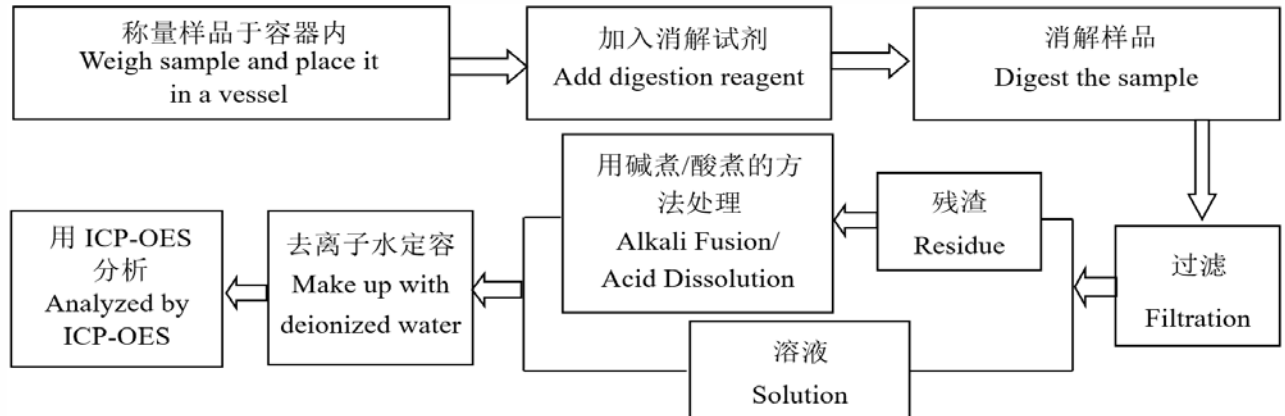 称量样品于容器内
Weigh sample and place it
in a vessel
加入消解试剂
Add digestion reagent
消解样品
Digest the sample
过滤
Filtration
残渣
Residue
用碱煮/酸煮的方
法处理
Alkali Fusion/
Acid Dissolution
溶液
Solution
去离子水定容
Make up with
deionized water
用 ICP-OES
分析
Analyzed by
ICP-OES